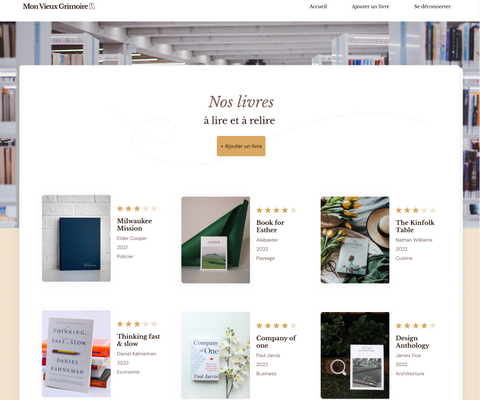 Mon Vieux Grimoire
Accueil
Ajouter un livre
Se déconnerter
Nos livres
à lire et à relire
+ Ajouter un livre
Milwaukee
Mission
Elder Cooper
2021
Policier
Book for
Esther
Alabaster
2022
Paysage
The Kinfolk
Table
Nathan Williams
2022
Cuisine
THINKING,
FAST AND SLOW
DANIEL
KAHNEMAN
Thinking fast
& slow
Daniel Kahneman
2022
Economie
Company
of One
Paul Jarvis
Company of
one
Paul Jarvis
2022
Business
Design
Anthology
James Doe
2022
Architecture